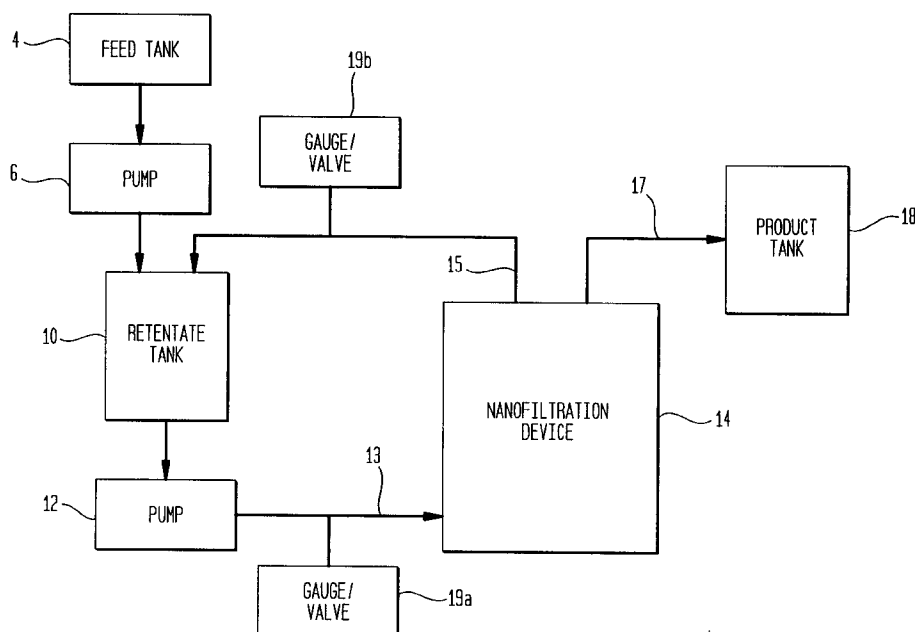 4
FEED TANK
19b
GAUGE/
VALVE
6
PUMP
17
PRODUCT
TANK
18
15
10
RETENTATE
TANK
NANOFILTRATION
DEVICE
14
13
12
PUMP
GAUGE/
VALVE
19a